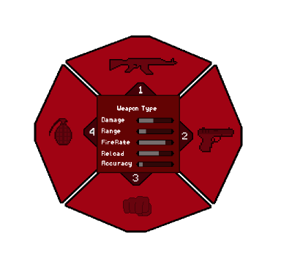 1
Weapon Type
Damage
Range
4
FireRate
2
Reload
Accuracy
3